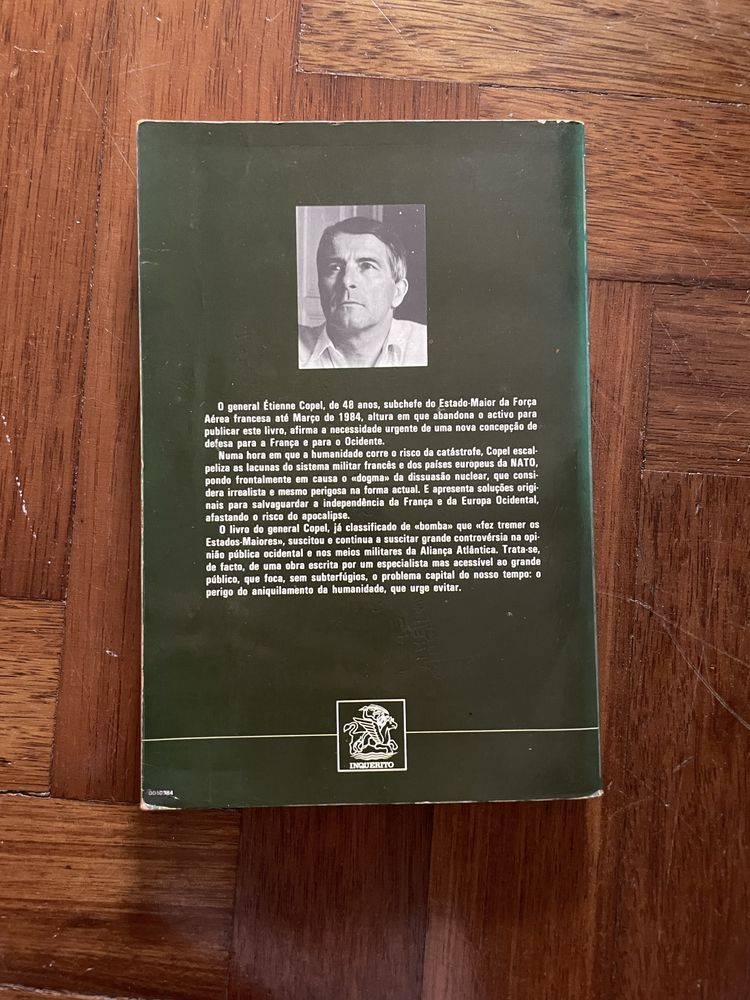 O general Étienne Copel, de 48 anos, subchefe do Estado-Maior da Força
Aérea francesa até Março de 1984, altura em que abandona o activo para
publicar este livro, afirma a necessidade urgente de uma nova concepção de
defesa para a França e para o Ocidente.
Numa hora em que a humanidade corre o risco da catástrofe, Copel escal-
peliza as lacunas do sistema militar francês e dos países europeus da NATO,
pondo frontalmente em causa o «dogma» da dissuasão nuclear, que consi-
dera irrealista e mesmo perigosa na forma actual. E apresenta soluções origi-
nais para salvaguardar a independência da França e da Europa Ocidental,
afastando o risco do apocalipse.
O livro do general Copel, já classificado de «bomba» que «fez tremer os
Estados-Maiores», suscitou e continua a suscitar grande controvérsia na opi-
nião pública ocidental e nos meios militares da Aliança Atlântica. Trata-se,
de facto, de uma obra escrita por um especialista mas acessível ao grande
público, que foca, sem subterfúgios, o problema capital do nosso tempo: o
perigo do aniquilamento da humanidade, que urge evitar.
INQUERITO